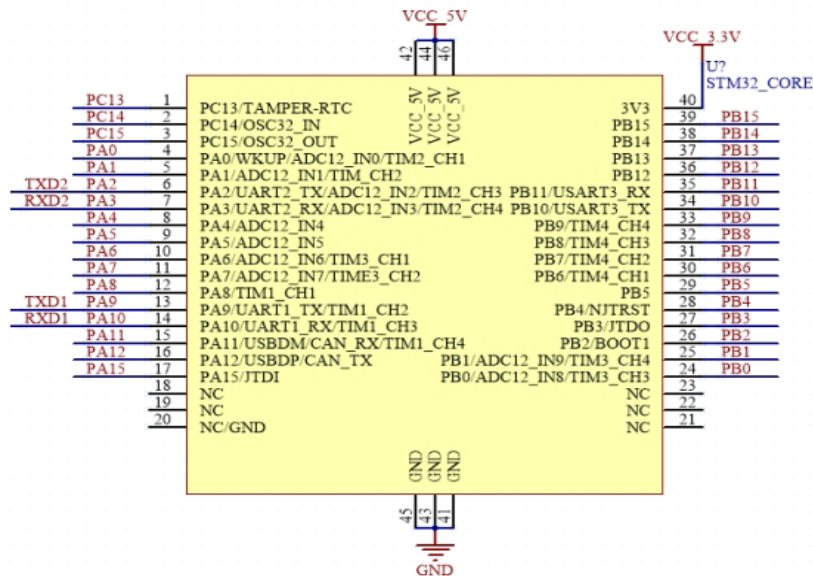 VCC_5V
42 44 46
VCC_3.3V
U?
STM32_CORE
VCC_5V VCC_5V VCC_5V
PC13 1 PC13/TAMPER-RTC 3V3 40
PC14 2 PC14/OSC32_IN PB15 39 PB15
PC15 3 PC15/OSC32_OUT PB14 38 PB14
PA0 4 PA0/WKUP/ADC12_IN0/TIM2_CH1 PB13 37 PB13
PA1 5 PA1/ADC12_IN1/TIM_CH2 PB12 36 PB12
TXD2 PA2 6 PA2/UART2_TX/ADC12_IN2/TIM2_CH3 PB11/USART3_RX 35 PB11
RXD2 PA3 7 PA3/UART2_RX/ADC12_IN3/TIM2_CH4 PB10/USART3_TX 34 PB10
PA4 8 PA4/ADC12_IN4 PB9/TIM4_CH4 33 PB9
PA5 9 PA5/ADC12_IN5 PB8/TIM4_CH3 32 PB8
PA6 10 PA6/ADC12_IN6/TIM3_CH1 PB7/TIM4_CH2 31 PB7
PA7 11 PA7/ADC12_IN7/TIME3_CH2 PB6/TIM4_CH1 30 PB6
PA8 12 PA8/TIM1_CH1 PB5 29 PB5
TXD1 PA9 13 PA9/UART1_TX/TIM1_CH2 PB4/NJTRST 28 PB4
RXD1 PA10 14 PA10/UART1_RX/TIM1_CH3 PB3/JTDO 27 PB3
PA11 15 PA11/USBDM/CAN_RX/TIM1_CH4 PB2/BOOT1 26 PB2
PA12 16 PA12/USBDP/CAN_TX PB1/ADC12_IN9/TIM3_CH4 25 PB1
PA15 17 PA15/JTDI PB0/ADC12_IN8/TIM3_CH3 24 PB0
18 NC NC 23
19 NC NC 22
20 NC/GND NC 21
GND GND GND
45 43 41
GND